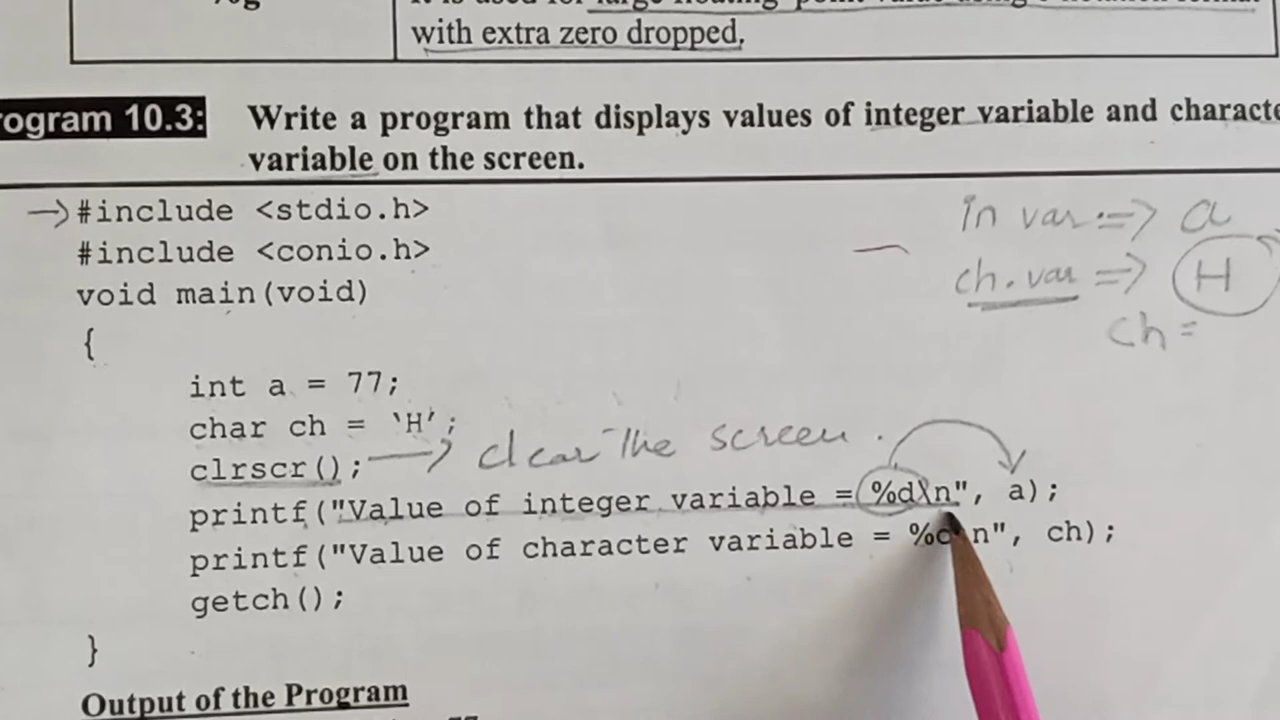 with extra zero dropped.
ogram 10.3: Write a program that displays values of integer variable and characte
variable on the screen.
→ #include <stdio.h>
#include <conio.h>
void main(void)
{
in var => a
ch. var => H
ch =
int a = 77;
char ch = 'H';
clrscr(); → clear the screen.
printf("Value of integer variable = %d\n", a);
printf("Value of character variable = %c\n", ch);
getch();
}
Output of the Program